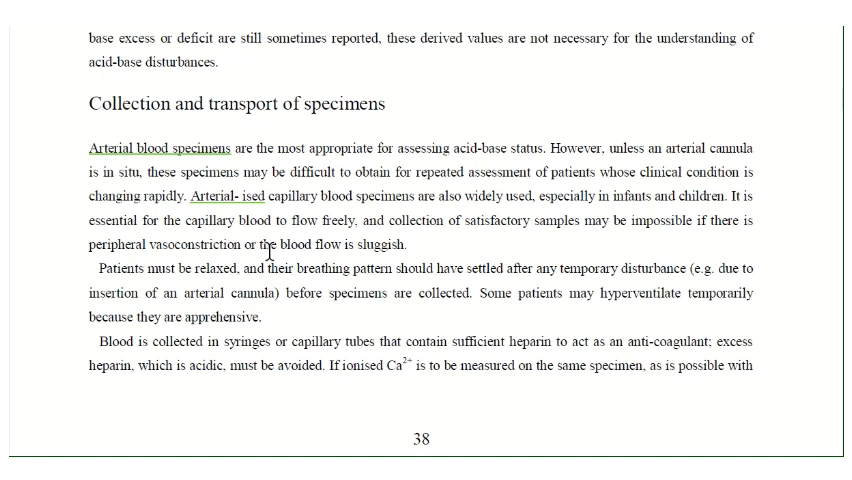 base excess or deficit are still sometimes reported, these derived values are not necessary for the understanding of
acid-base disturbances.
Collection and transport of specimens
Arterial blood specimens are the most appropriate for assessing acid-base status. However, unless an arterial cannula
is in situ, these specimens may be difficult to obtain for repeated assessment of patients whose clinical condition is
changing rapidly. Arterial- ised capillary blood specimens are also widely used, especially in infants and children. It is
essential for the capillary blood to flow freely, and collection of satisfactory samples may be impossible if there is
peripheral vasoconstriction or the blood flow is sluggish.
Patients must be relaxed, and their breathing pattern should have settled after any temporary disturbance (e.g. due to
insertion of an arterial cannula) before specimens are collected. Some patients may hyperventilate temporarily
because they are apprehensive.
Blood is collected in syringes or capillary tubes that contain sufficient heparin to act as an anti-coagulant; excess
heparin, which is acidic, must be avoided. If ionised Ca²⁺ is to be measured on the same specimen, as is possible with
38